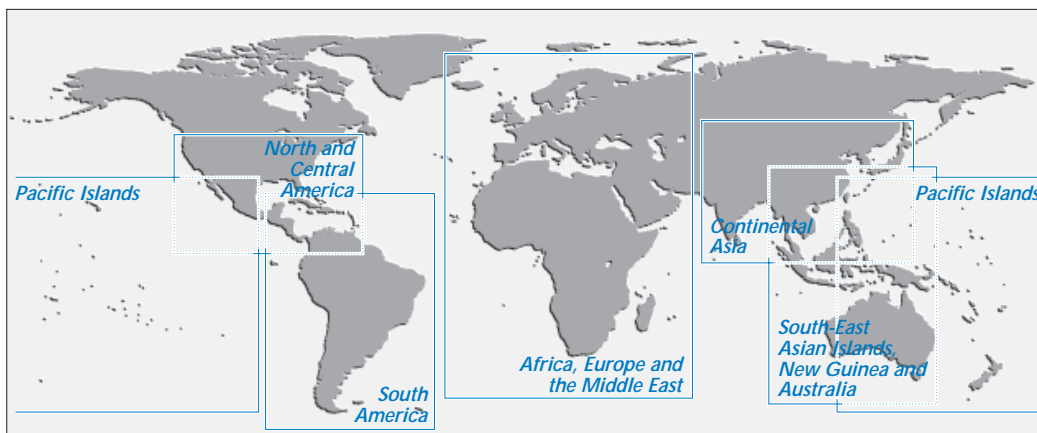 North and
Central
America
Pacific Islands
Pacific Islands
Continental
Asia
South-East
Asian Islands,
New Guinea and
Australia
Africa, Europe and
the Middle East
South
America